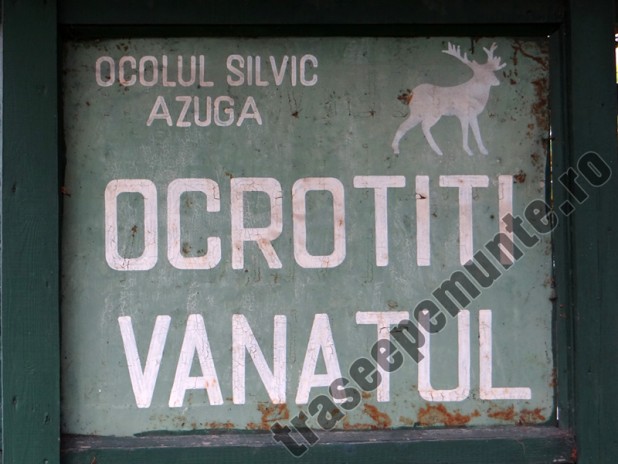 OCOLUL SILVIC
AZUGA
OCROTITI
VANATUL
traseepemunte.ro